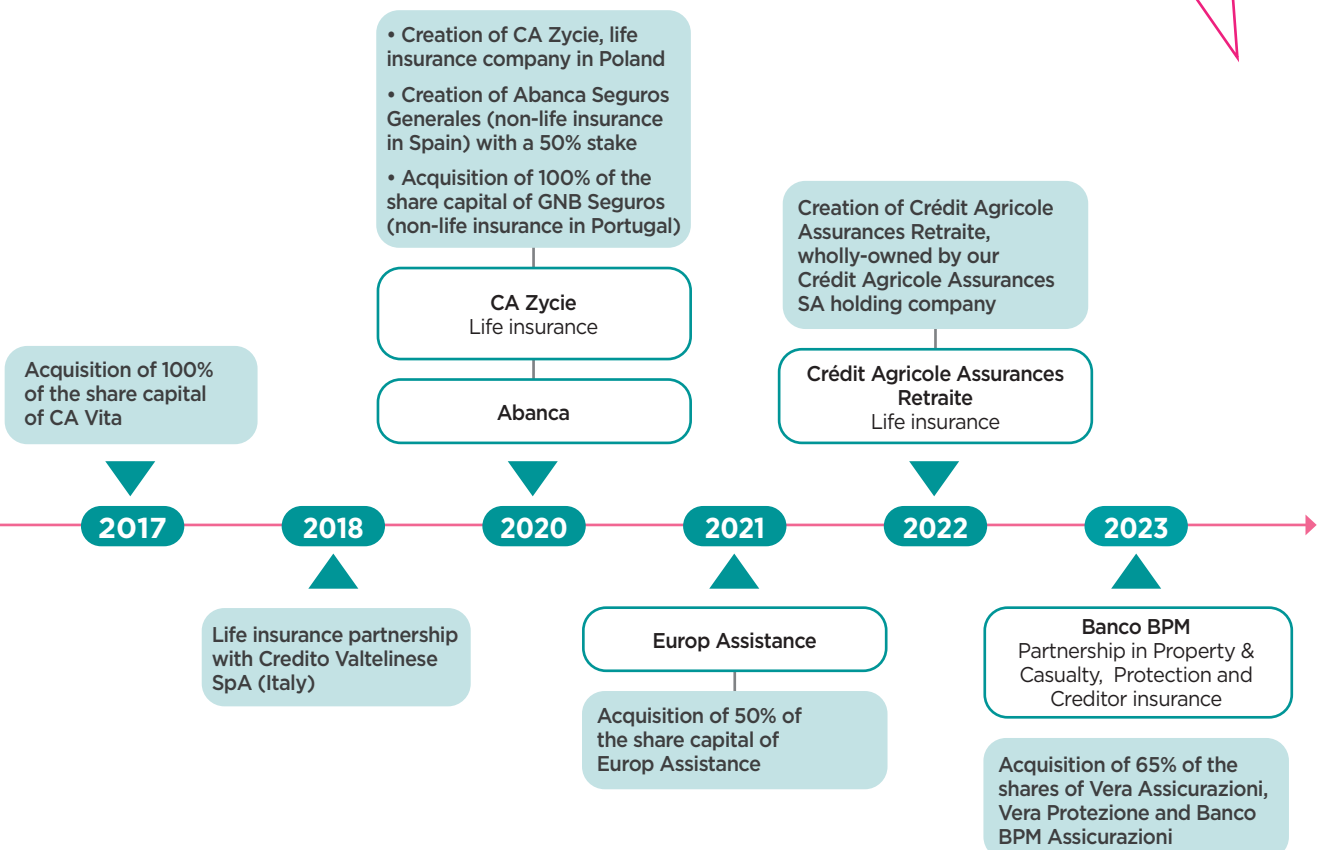 • Creation of CA Zycie, life
insurance company in Poland
• Creation of Abanca Seguros
Generales (non-life insurance
in Spain) with a 50% stake
• Acquisition of 100% of the
share capital of GNB Seguros
(non-life insurance in Portugal)
CA Zycie
Life insurance
Abanca
Creation of Crédit Agricole
Assurances Retraite,
wholly-owned by our
Crédit Agricole Assurances
SA holding company
Crédit Agricole Assurances
Retraite
Life insurance
Acquisition of 100%
of the share capital
of CA Vita
2017
2018
2020
2021
2022
2023
Life insurance partnership
with Credito Valtelinese
SpA (Italy)
Europ Assistance
Acquisition of 50% of
the share capital of
Europ Assistance
Banco BPM
Partnership in Property &
Casualty, Protection and
Creditor insurance
Acquisition of 65% of the
shares of Vera Assicurazioni,
Vera Protezione and Banco
BPM Assicurazioni